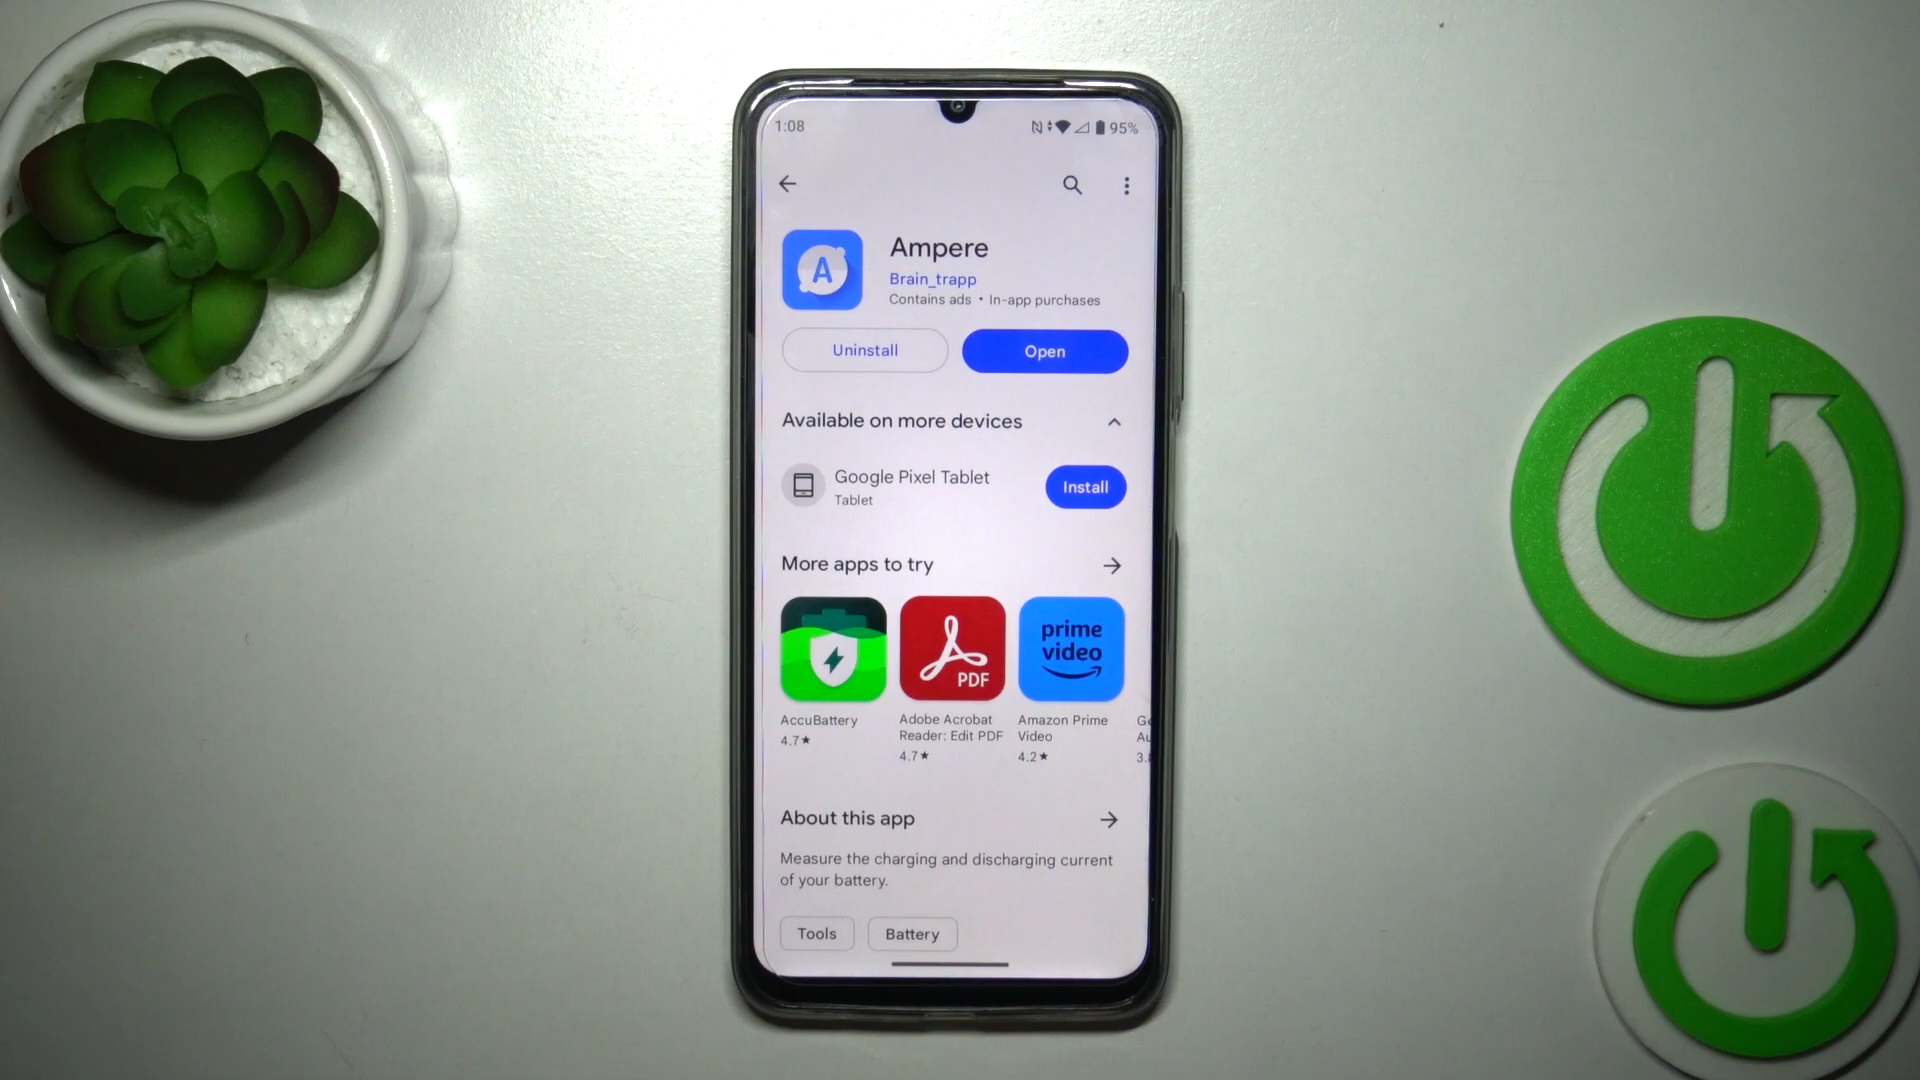 1:08
95%
A
Ampere
Brain_trapp
Contains ads • In-app purchases
Uninstall
Open
Available on more devices
Google Pixel Tablet
Tablet
Install
More apps to try
PDF
prime
video
AccuBattery
4.7★
Adobe Acrobat
Reader: Edit PDF
4.7★
Amazon Prime
Video
4.2★
About this app
Measure the charging and discharging current
of your battery.
Tools
Battery